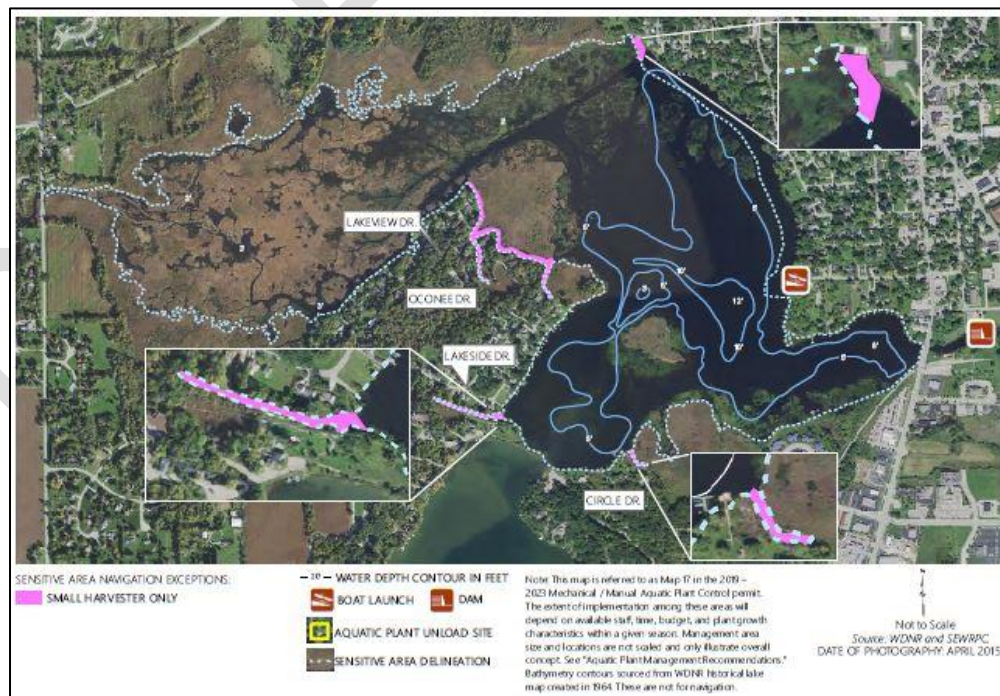 LAKEVIEW DR.
OCONEE DR.
LAKESIDE DR.
CIRCLE DR.
12'
10'
SENSITIVE AREA NAVIGATION EXCEPTIONS:
SMALL HARVESTER ONLY
20' WATER DEPTH CONTOUR IN FEET
BOAT LAUNCH
DAM
AQUATIC PLANT UNLOAD SITE
SENSITIVE AREA DELINEATION
Note: This map is referred to as Map 17 in the 2019 –
2023 Mechanical / Manual Aquatic Plant Control permit.
The extent of implementation among these areas will
depend on available staff, time, budget, and plant growth
characteristics within a given season. Management area
size and locations are not scaled and only illustrate overall
concept. See "Aquatic Plant Management Recommendations."
Bathymetry contours sourced from WDNR historical lake
map created in 1964. These are not for navigation.
Not to Scale
Source: WDNR and SEWRPC
DATE OF PHOTOGRAPHY: APRIL 2015